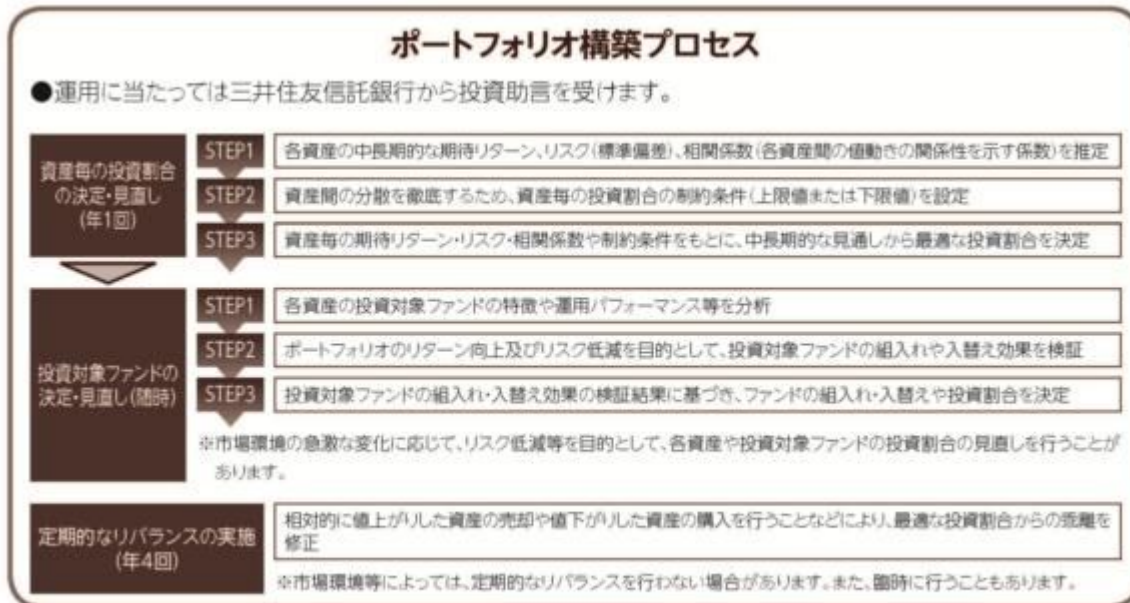 ポートフォリオ構築プロセス
●運用に当たっては三井住友信託銀行から投資助言を受けます。
資産毎の投資割合
の決定・見直し
(年1回)
STEP1
各資産の中長期的な期待リターン、リスク(標準偏差)、相関係数(各資産間の値動きの関係性を示す係数)を推定
STEP2
資産間の分散を徹底するため、資産毎の投資割合の制約条件(上限値または下限値)を設定
STEP3
資産毎の期待リターン・リスク・相関係数や制約条件をもとに、中長期的な見通しから最適な投資割合を決定
投資対象ファンドの
決定・見直し(随時)
STEP1
各資産の投資対象ファンドの特徴や運用パフォーマンス等を分析
STEP2
ポートフォリオのリターン向上及びリスク低減を目的として、投資対象ファンドの組入れや入替え効果を検証
STEP3
投資対象ファンドの組入れ・入替え効果の検証結果に基づき、ファンドの組入れ・入替えや投資割合を決定
※市場環境の急激な変化に応じて、リスク低減等を目的として、各資産や投資対象ファンドの投資割合の見直しを行うことが
あります。
定期的なリバランスの実施
(年4回)
相対的に値上がりした資産の売却や値下がりした資産の購入を行うことなどにより、最適な投資割合からの乖離を
修正
※市場環境等によっては、定期的なリバランスを行わない場合があります。また、臨時に行うこともあります。